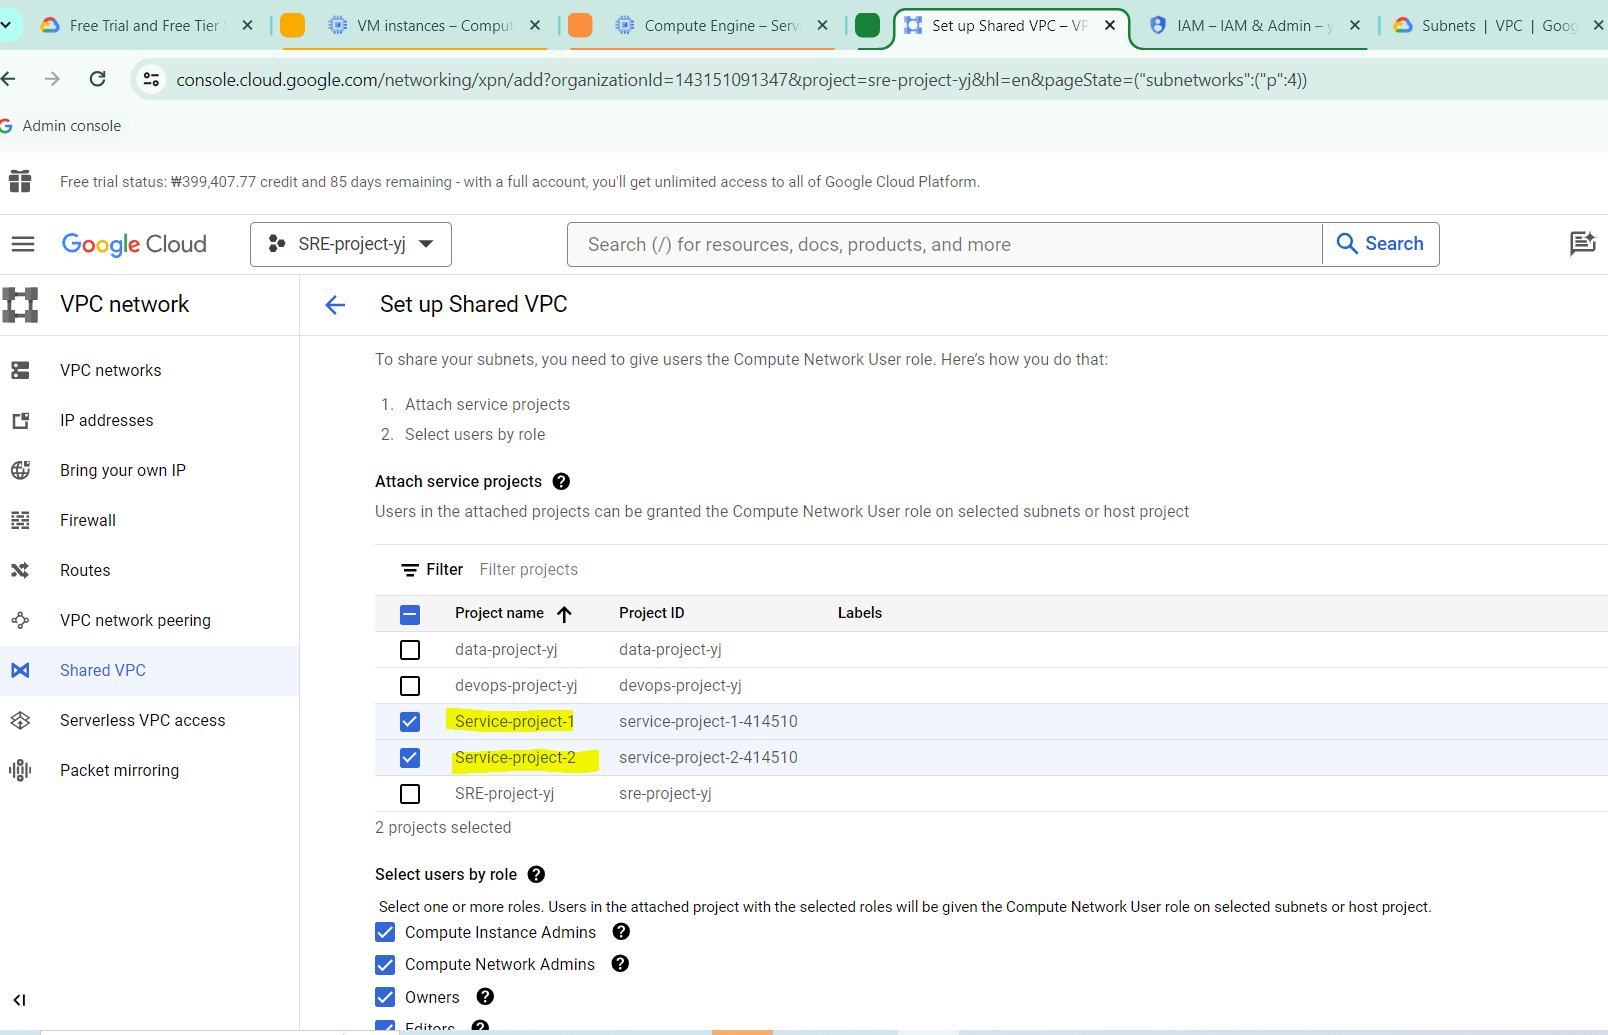 Free Trial and Free Tier
VM instances – Comput
Compute Engine – Servi
Set up Shared VPC – VP
IAM – IAM & Admin – y
Subnets | VPC | Goog
console.cloud.google.com/networking/xpn/add?organizationId=143151091347&project=sre-project-yj&hl=en&pageState=("subnetworks":("p":4))
Admin console
Free trial status: ₩399,407.77 credit and 85 days remaining - with a full account, you'll get unlimited access to all of Google Cloud Platform.
Google Cloud
SRE-project-yj
Search (/) for resources, docs, products, and more
Search
VPC network
Set up Shared VPC
VPC networks
IP addresses
Bring your own IP
Firewall
Routes
VPC network peering
Shared VPC
Serverless VPC access
Packet mirroring
To share your subnets, you need to give users the Compute Network User role. Here's how you do that:
1. Attach service projects
2. Select users by role
Attach service projects
Users in the attached projects can be granted the Compute Network User role on selected subnets or host project
Filter Filter projects
Project name Project ID Labels
data-project-yj data-project-yj
devops-project-yj devops-project-yj
Service-project-1 service-project-1-414510
Service-project-2 service-project-2-414510
SRE-project-yj sre-project-yj
2 projects selected
Select users by role
Select one or more roles. Users in the attached project with the selected roles will be given the Compute Network User role on selected subnets or host project.
Compute Instance Admins
Compute Network Admins
Owners
Editors